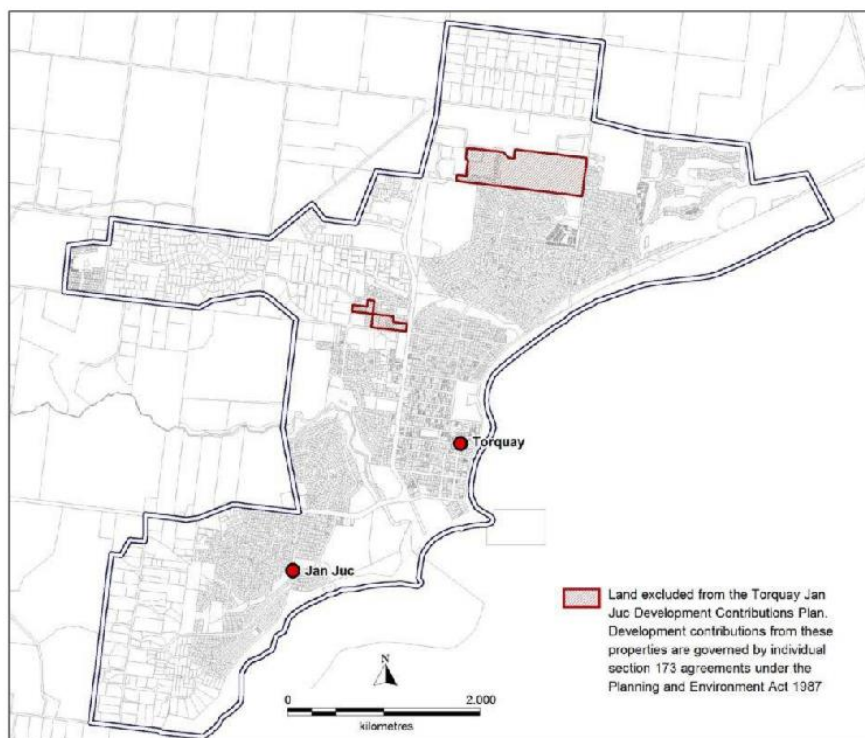 Torquay
Jan Juc
Land excluded from the Torquay Jan
Juc Development Contributions Plan.
Development contributions from these
properties are governed by individual
section 173 agreements under the
Planning and Environment Act 1987
N
0 2,000
kilometres